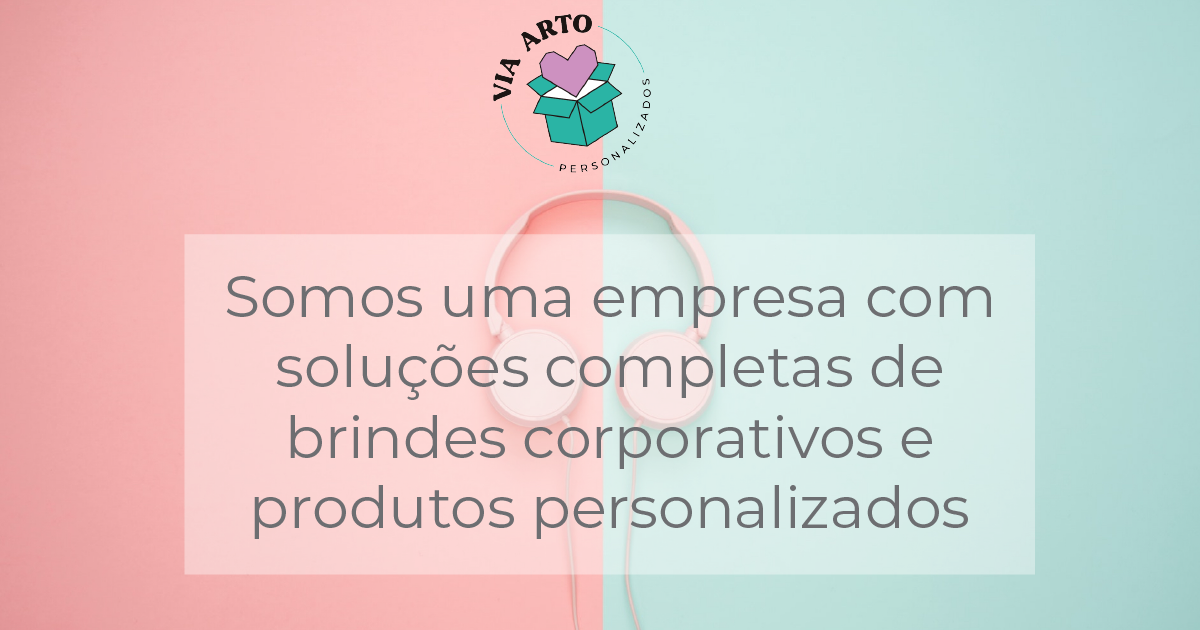 VIA ARTO
PERSONALIZADOS
Somos uma empresa com
soluções completas de
brindes corporativos e
produtos personalizados